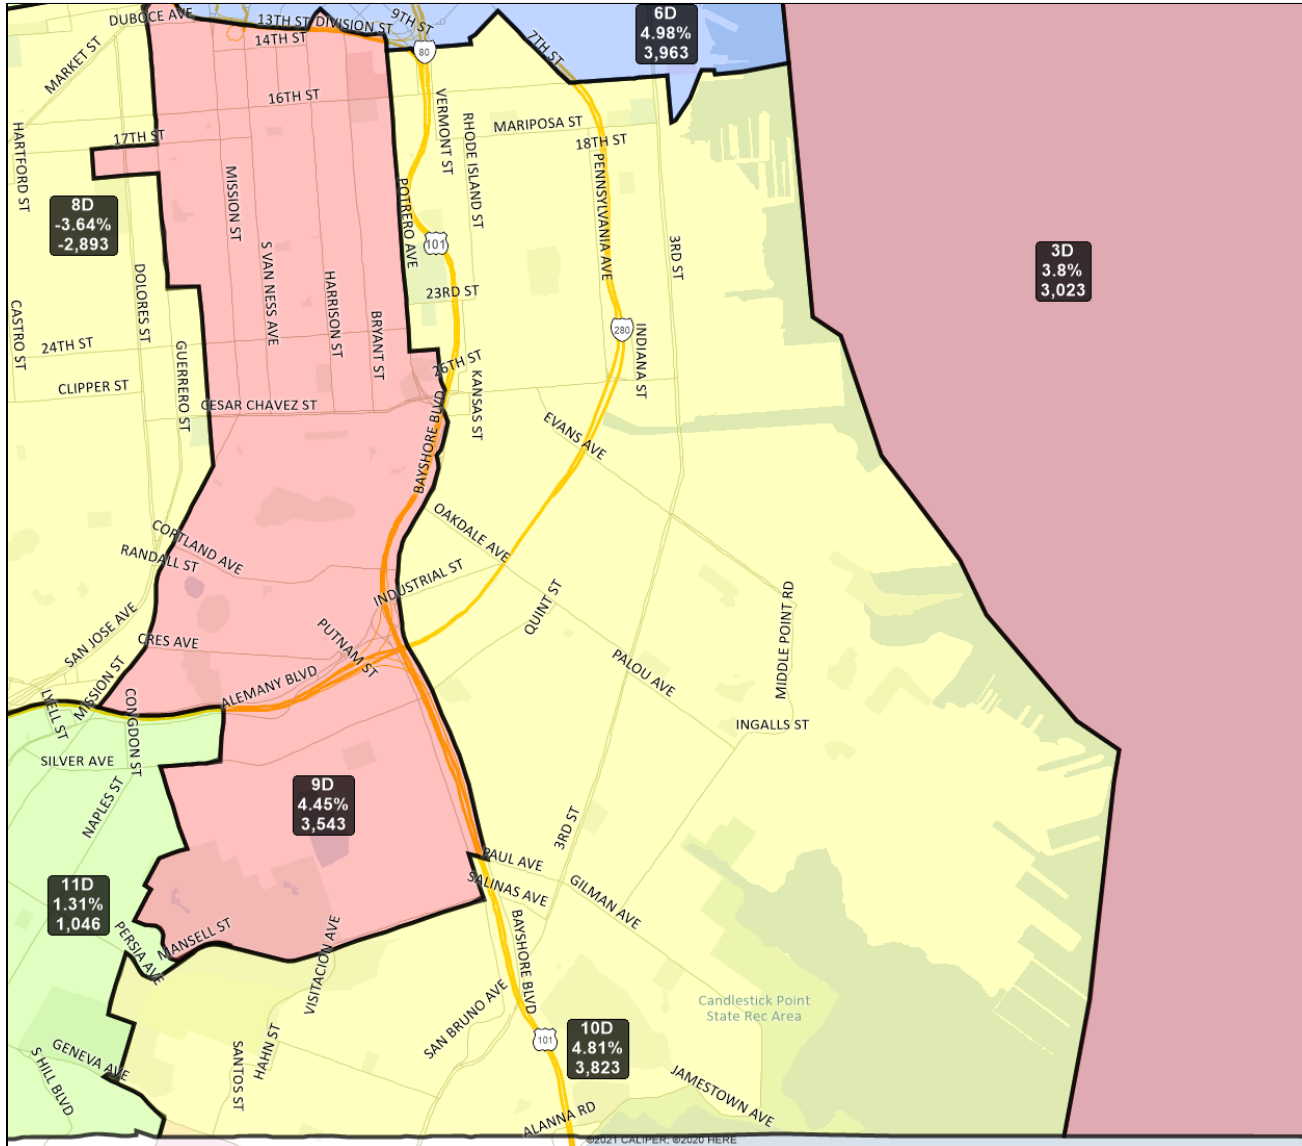 DUBOCE AVE
13TH ST
DIVISION ST
9TH ST
6D
4.98%
3,963
14TH ST
80
7TH ST
MARKET ST
16TH ST
VERMONT ST
RHODE ISLAND ST
MARIPOSA ST
18TH ST
HARTFORD ST
17TH ST
8D
-3.64%
-2,893
MISSION ST
POTRERO AVE
PENNSYLVANIA AVE
3RD ST
3D
3.8%
3,023
101
S VAN NESS AVE
HARRISON ST
BRYANT ST
DOLORES ST
23RD ST
CASTRO ST
24TH ST
GUERRERO ST
280
INDIANA ST
26TH ST
KANSAS ST
CLIPPER ST
CESAR CHAVEZ ST
BAYSHORE BLVD
EVANS AVE
OAKDALE AVE
CORTLAND AVE
RANDALL ST
INDUSTRIAL ST
QUINT ST
MIDDLE POINT RD
SAN JOSE AVE
CRES AVE
PUTNAM ST
PALOU AVE
MISSION ST
LYELL ST
CONGDON ST
ALEMANY BLVD
INGALLS ST
SILVER AVE
NAPLES ST
9D
4.45%
3,543
3RD ST
PAUL AVE
SALINAS AVE
GILMAN AVE
11D
1.31%
1,046
PERSIA AVE
MANSELL ST
VISITACION AVE
BAYSHORE BLVD
SAN BRUNO AVE
Candlestick Point
State Rec Area
10D
4.81%
3,823
101
GENEVA AVE
S HILL BLVD
SANTOS ST
HAHN ST
JAMESTOWN AVE
ALANNA RD
©2021 CALIPER; ©2020 HERE